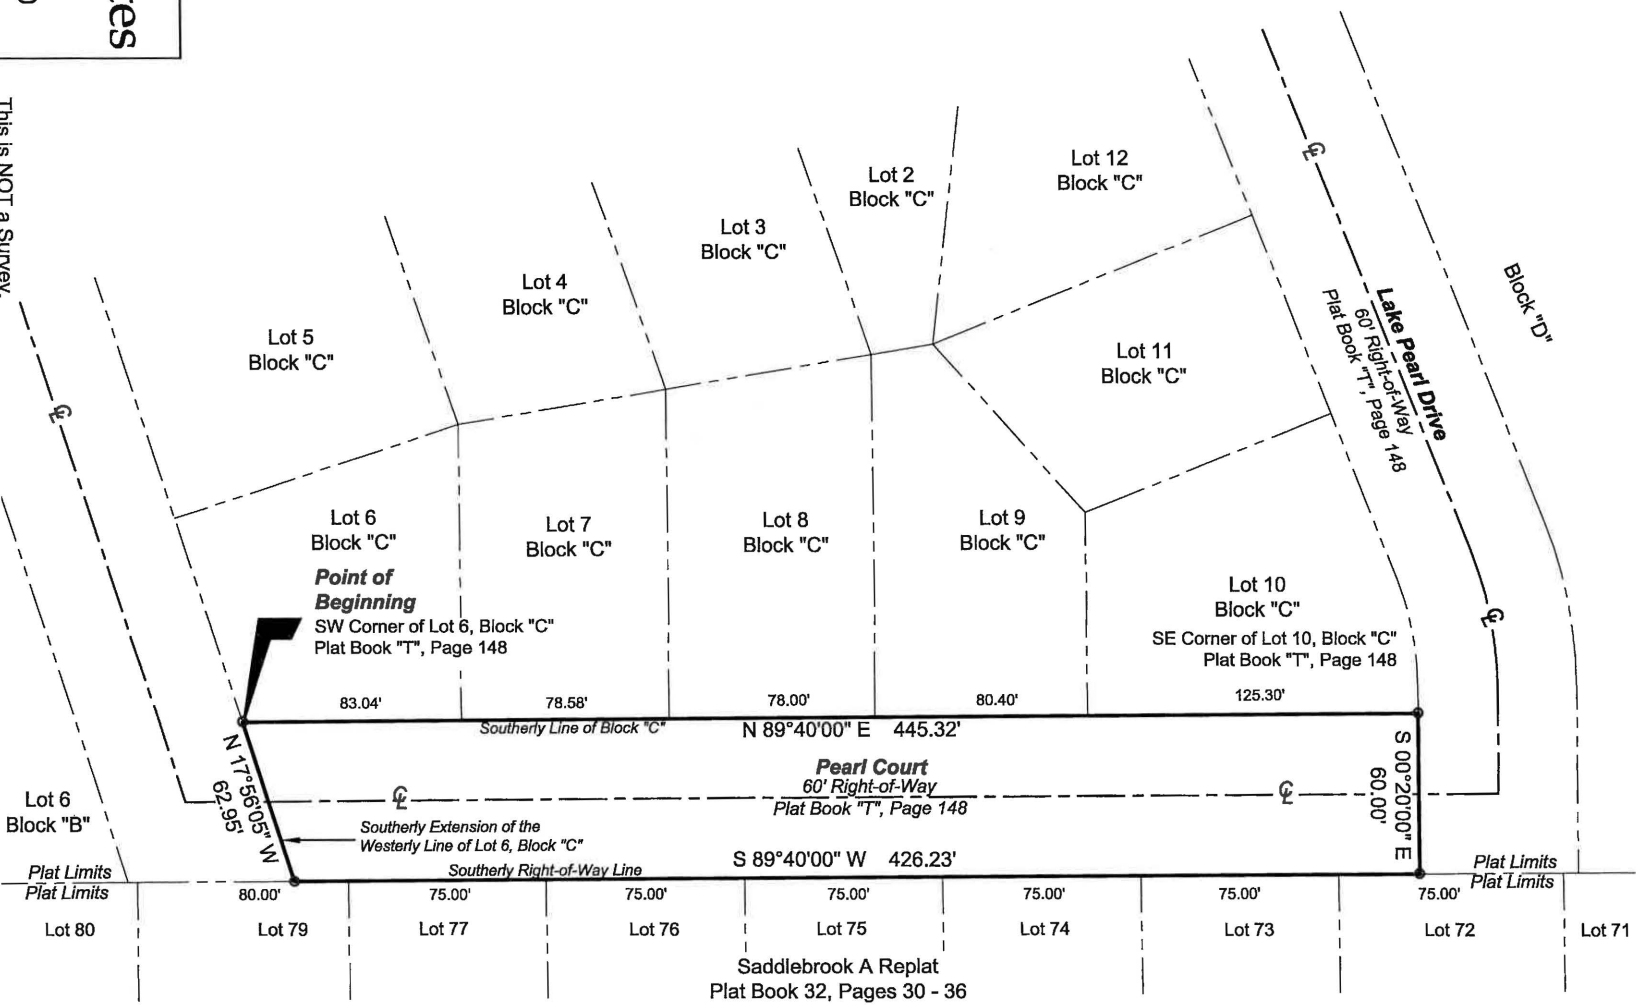 tes
This is NOT a Survey.
Lot 12
Block "C"
Lot 2
Block "C"
Lot 3
Block "C"
Lot 4
Block "C"
Lot 5
Block "C"
Lot 11
Block "C"
Block "D"
Lake Pearl Drive
60' Right-of-Way
Plat Book "T", Page 148
Lot 6
Block "C"
Lot 7
Block "C"
Lot 8
Block "C"
Lot 9
Block "C"
Lot 10
Block "C"
Point of
Beginning
SW Corner of Lot 6, Block "C"
Plat Book "T", Page 148
SE Corner of Lot 10, Block "C"
Plat Book "T", Page 148
83.04' 78.58' 78.00' 80.40' 125.30'
Southerly Line of Block "C"
N 89°40'00" E 445.32'
N 17°56'05" W
62.95'
S 00°20'00" E
60.00'
Pearl Court
60' Right-of-Way
Plat Book "T", Page 148
Lot 6
Block "B"
Southerly Extension of the
Westerly Line of Lot 6, Block "C"
S 89°40'00" W 426.23'
Southerly Right-of-Way Line
Plat Limits
Plat Limits
Plat Limits
Plat Limits
80.00' 75.00' 75.00' 75.00' 75.00' 75.00' 75.00'
Lot 80 Lot 79 Lot 77 Lot 76 Lot 75 Lot 74 Lot 73 Lot 72 Lot 71
Saddlebrook A Replat
Plat Book 32, Pages 30 - 36